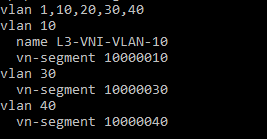 vlan 1,10,20,30,40
vlan 10
  name L3-VNI-VLAN-10
  vn-segment 10000010
vlan 30
  vn-segment 10000030
vlan 40
  vn-segment 10000040